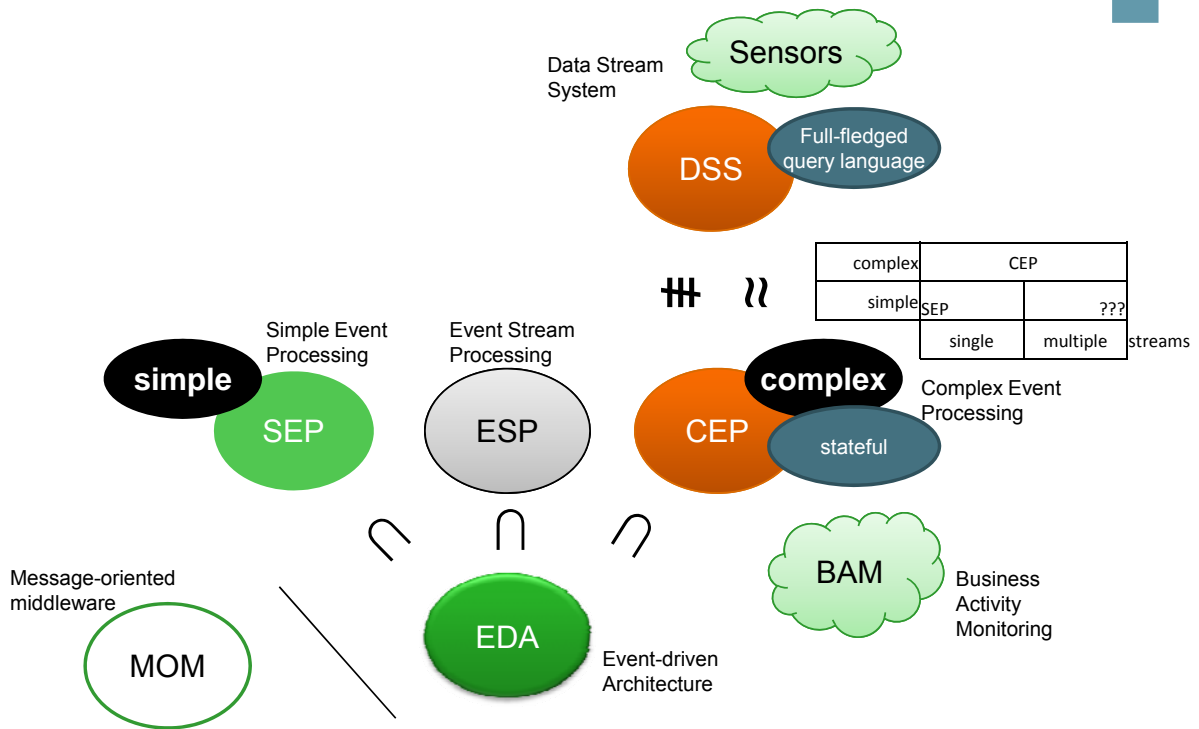 Sensors
Data Stream
System
DSS
Full-fledged
query language
complex CEP
simple SEP ???
single multiple streams
Simple Event
Processing
Event Stream
Processing
simple
SEP
ESP
CEP
complex
stateful
Complex Event
Processing
BAM
Business
Activity
Monitoring
Message-oriented
middleware
MOM
EDA
Event-driven
Architecture